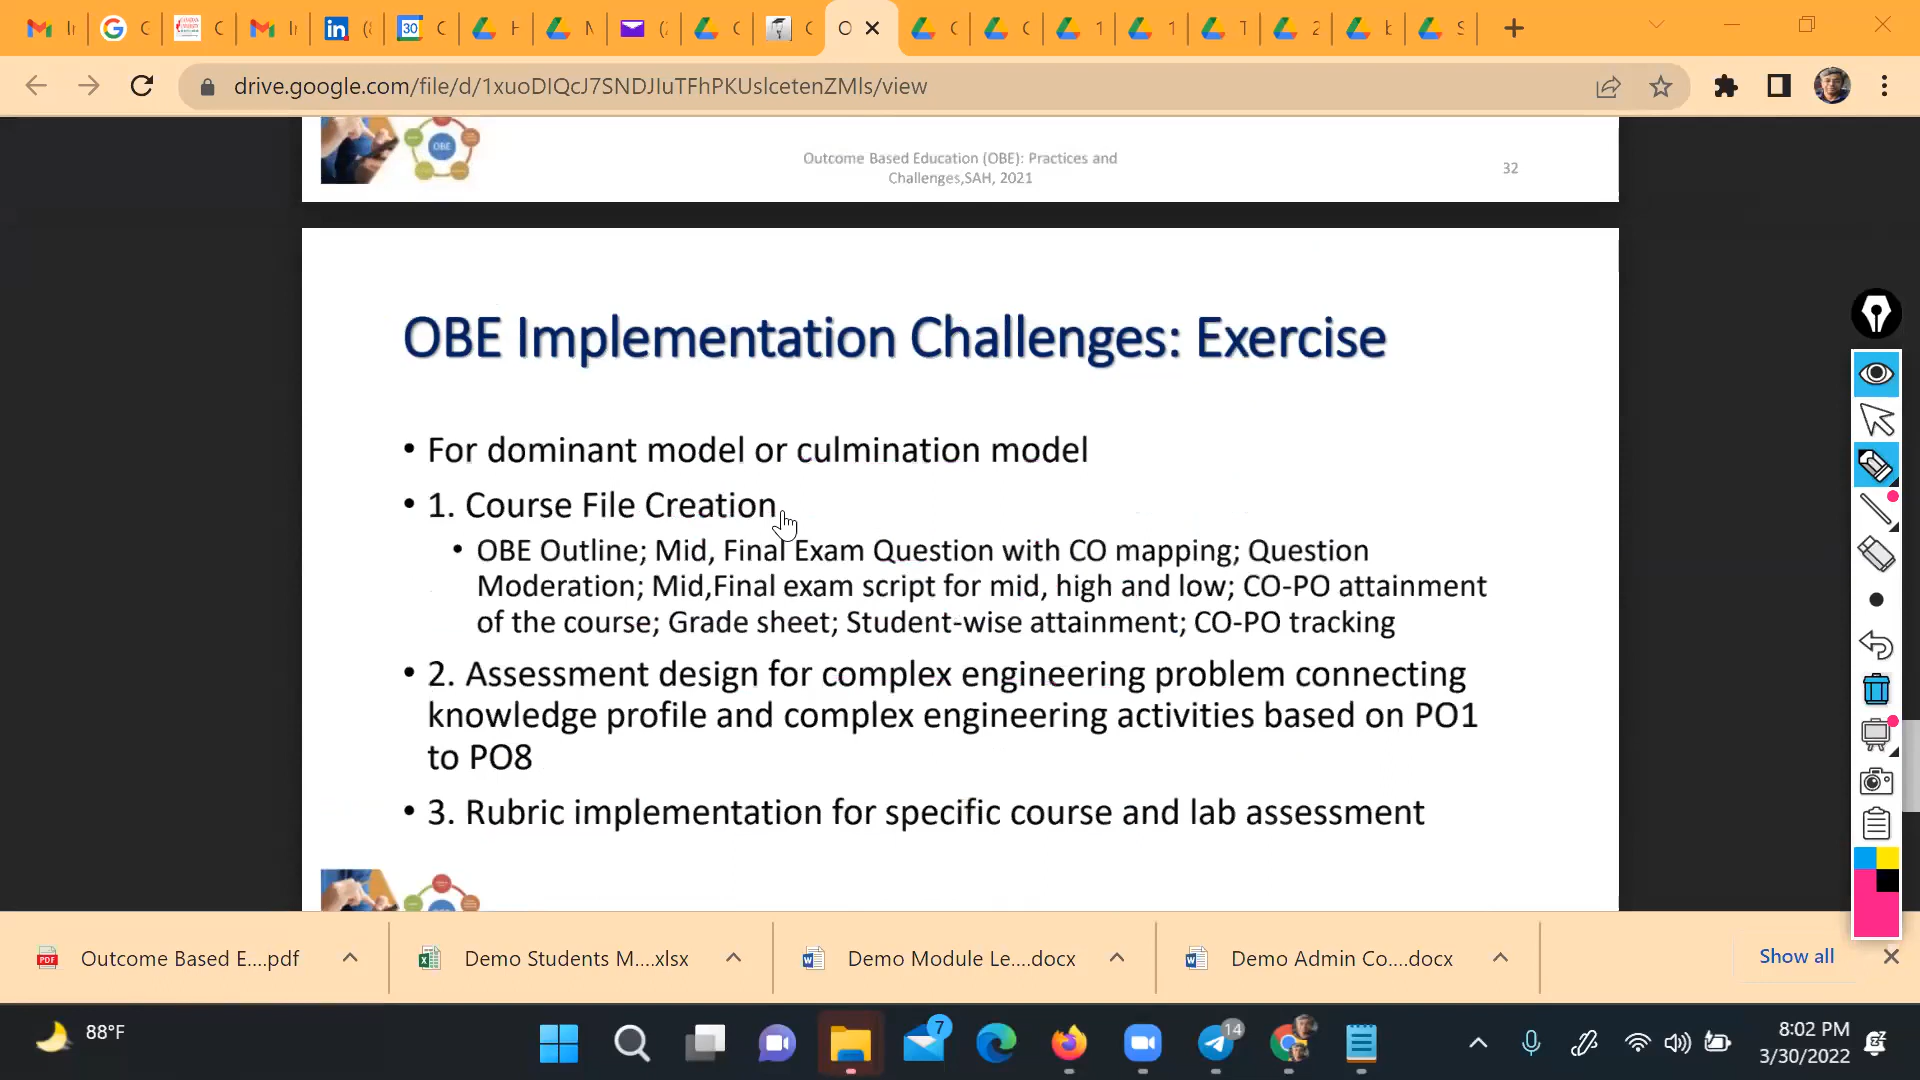 drive.google.com/file/d/1xuoDIQcJ7SNDJIuTFhPKUslcetenZMls/view
OBE
Outcome Based Education (OBE): Practices and
Challenges,SAH, 2021
32
OBE Implementation Challenges: Exercise
• For dominant model or culmination model
• 1. Course File Creation
• OBE Outline; Mid, Final Exam Question with CO mapping; Question
Moderation; Mid,Final exam script for mid, high and low; CO-PO attainment
of the course; Grade sheet; Student-wise attainment; CO-PO tracking
• 2. Assessment design for complex engineering problem connecting
knowledge profile and complex engineering activities based on PO1
to PO8
• 3. Rubric implementation for specific course and lab assessment
Outcome Based E....pdf
Demo Students M....xlsx
Demo Module Le....docx
Demo Admin Co....docx
Show all
88°F
7
14
8:02 PM
3/30/2022